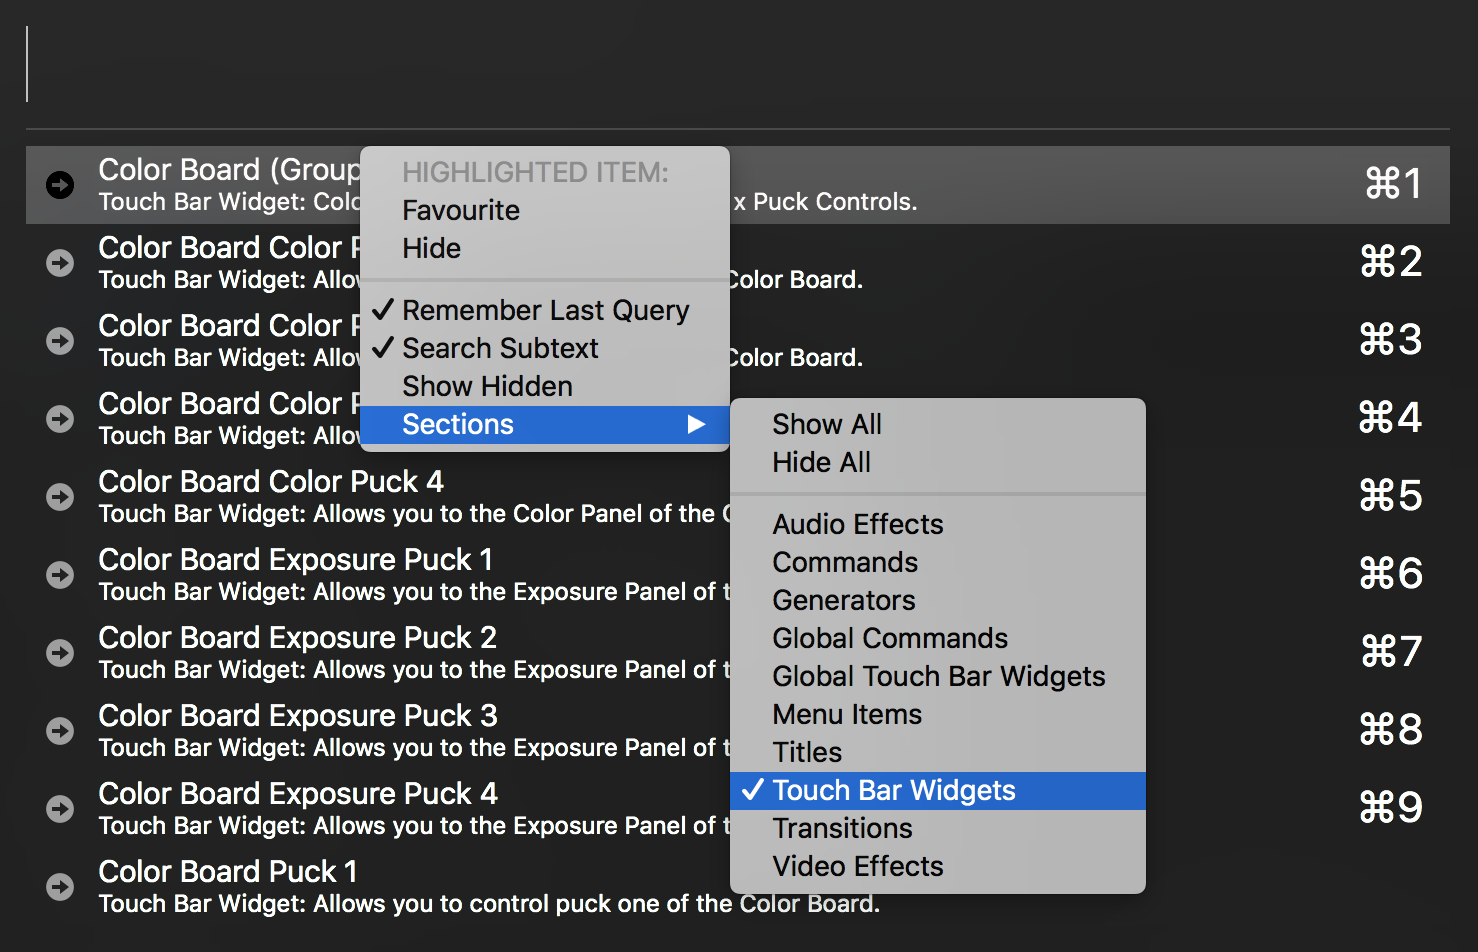 Color Board (Group
Touch Bar Widget: x Puck Controls.
⌘1
Color Board Color
Touch Bar Widget: Color Board.
⌘2
Color Board Color
Touch Bar Widget: Color Board.
⌘3
Color Board Color
Touch Bar Widget:
⌘4
Color Board Color Puck 4
Touch Bar Widget: Allows you to the Color Panel of the
⌘5
Color Board Exposure Puck 1
Touch Bar Widget: Allows you to the Exposure Panel of
⌘6
Color Board Exposure Puck 2
Touch Bar Widget: Allows you to the Exposure Panel of
⌘7
Color Board Exposure Puck 3
Touch Bar Widget: Allows you to the Exposure Panel of
⌘8
Color Board Exposure Puck 4
Touch Bar Widget: Allows you to the Exposure Panel of
⌘9
Color Board Puck 1
Touch Bar Widget: Allows you to control puck one of the Color Board.
HIGHLIGHTED ITEM:
Favourite
Hide
✓ Remember Last Query
✓ Search Subtext
Show Hidden
Sections ▶
Show All
Hide All
Audio Effects
Commands
Generators
Global Commands
Global Touch Bar Widgets
Menu Items
Titles
✓ Touch Bar Widgets
Transitions
Video Effects